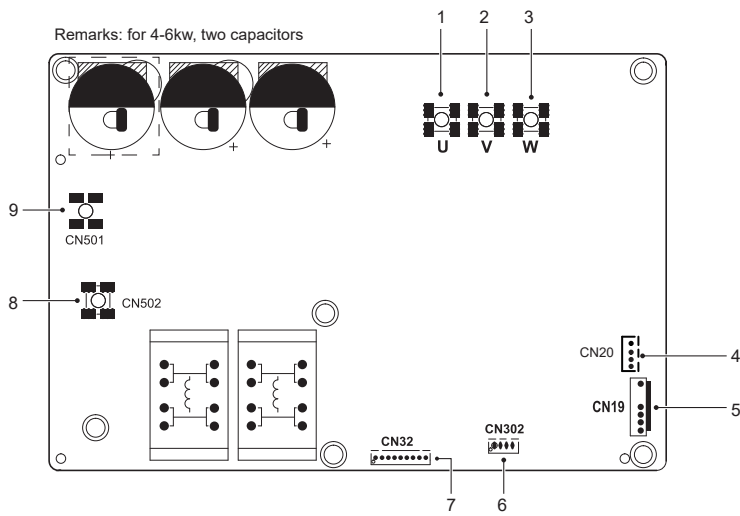 Remarks: for 4-6kw, two capacitors
1
2
3
+
+
+
U
V
W
9
CN501
8
CN502
CN20
4
CN19
5
CN32
CN302
7
6